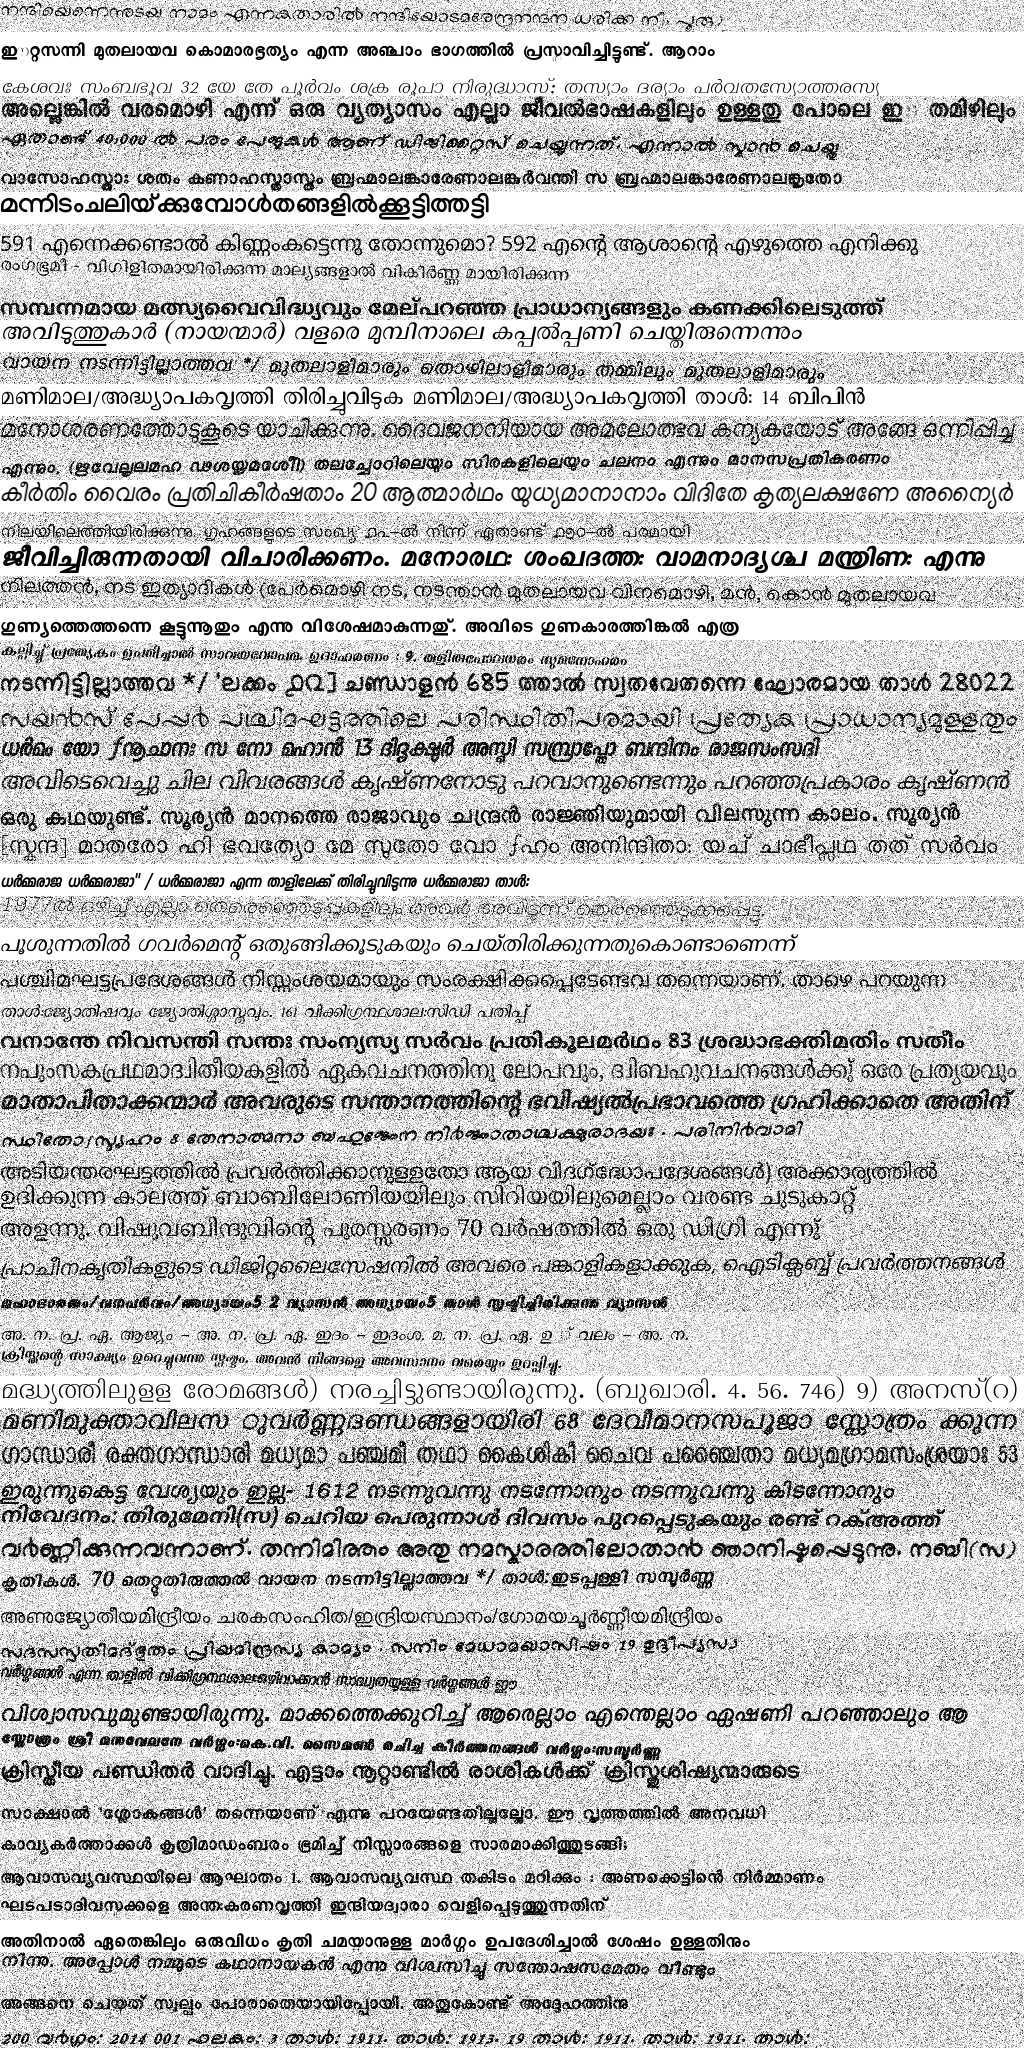 നന്ദിയെന്നെന്നുടയ നാമം എന്നകതാരിൽ നന്ദിയോടമരേന്ദ്രനന്ദന ധരിക്ക നീ
റ്റസന്നി മുതലായവ കൌമാരഭൃത്യം എന്ന അഞ്ചാം ഭാഗത്തിൽ പ്രസ്താവിച്ചിട്ടുണ്ട്. ആറാം
കേശവഃ സംബഭൂവ 32 യേ തേ പൂർവം ശക്ര രൂപാ നിരുദ്ധാസ്: തസ്യാം ദര്യാം പർവതസ്യോത്തരസ്യ
അല്ലെങ്കിൽ വരമൊഴി എന്ന് ഒരു വ്യത്യാസം എല്ലാ ജീവൽഭാഷകളിലും ഉള്ളതു പോലെ തമിഴിലും
ഏതാണ്ട് 40,000 ൽ പരം പേജുകൾ ആണ് ഡിജിറ്റൈസ് ചെയ്യുന്നത്. എന്നാൽ സ്കാൻ ചെയ്തു
വാസോഹസ്താഃ ശതം കണാഹസ്താസ്തം ബ്രഹ്മാലങ്കാരേണാലങ്കുർവന്തി സ ബ്രഹ്മാലങ്കാരേണാലങ്കൃതോ
മന്നിടംചലിയ്ക്കുമ്പോൾതങ്ങളിൽക്കൂട്ടിത്തട്ടി
591 എന്നെക്കണ്ടാൽ കിണ്ണംകട്ടെന്നു തോന്നുമൊ? 592 എന്റെ ആശാന്റെ എഴുത്തെ എനിക്കു
രംഗഭൂമീ - വിഗിളിതമായിരിക്കുന്ന മാല്യങ്ങളാൽ വികീർണ്ണ മായിരിക്കുന്ന
സമ്പന്നമായ മത്സ്യവൈവിദ്ധ്യവും മേല്പറഞ്ഞ പ്രാധാന്യങ്ങളും കണക്കിലെടുത്ത്
അവിടുത്തുകാർ (നായന്മാർ) വളരെ മുമ്പിനാലെ കപ്പൽപ്പണി ചെയ്തിരുന്നെന്നും
വായന നടന്നിട്ടില്ലാത്തവ */ മുതലാളിമാരും തൊഴിലാളിമാരും തമ്മിലും മുതലാളിമാരും
മണിമാല/അദ്ധ്യാപകവൃത്തി തിരിച്ചുവിടുക മണിമാല/അദ്ധ്യാപകവൃത്തി താൾ: 14 ബിപിൻ
മനോശരണത്തോടുകൂടെ യാചിക്കുന്നു. ദൈവജനനിയായ അമലോത്ഭവ കന്യകയോട് അങ്ങേ ഒന്നിപ്പിച്ച
എന്നും, തലച്ചോറിലെയും സിരകളിലെയും ചലനം എന്നും മാനസപ്രതികരണം
കീർതിം വൈരം പ്രതിചികീർഷതാം 20 ആത്മാർഥം യുധ്യമാനാനാം വിദിതേ കൃത്യലക്ഷണേ അന്യൈർ
നിലയിലെത്തിയിരിക്കുന്നു. ഗ്രഹങ്ങളുടെ സംഖ്യ ൧൨-ൽ നിന്ന് ഏതാണ്ട് ൧൫൦-ൽ പരമായി
ജീവിച്ചിരുന്നതായി വിചാരിക്കണം. മനോരഥഃ ശംഖദത്തഃ വാമനാദ്യശ്ച മന്ത്രിണഃ എന്നു
നിലത്തൻ, നട ഇത്യാദികൾ (പേർമൊഴി നട, നടന്താൻ മുതലായവ വിനമൊഴി, മൻ, കൊൻ മുതലായവ
ഗുണ്യത്തെത്തന്നെ കൂട്ടുന്നൂതും എന്നു വിശേഷമാകുന്നതു്. അവിടെ ഗുണകാരത്തിങ്കൽ എത്ര
കല്പിച്ച് പ്രത്യേകം ഉപമിച്ചാൽ സാവയവോപമ. ഉദാഹരണം : 9.
നടന്നിട്ടില്ലാത്തവ */ 'ലക്കം ൧൨] ചണ്ഡാളൻ 685 ത്താൽ സ്വതവേതന്നെ ഘോരമായ താൾ 28022
സയൻസ് പേപ്പർ പശ്ചിമഘട്ടത്തിലെ പരിസ്ഥിതിപരമായി പ്രത്യേക പ്രാധാന്യമുള്ളതും
ധർമം യോ ഽനൂചാനഃ സ നോ മഹാൻ 13 ദിദൃക്ഷുർ അസ്മി സമ്പ്രാപ്തോ ബന്ദിനം രാജസംസദി
അവിടെവെച്ചു ചില വിവരങ്ങൾ കൃഷ്ണനോടു പറവാനുണ്ടെന്നും പറഞ്ഞപ്രകാരം കൃഷ്ണൻ
ഒരു കഥയുണ്ട്. സൂര്യൻ മാനത്തെ രാജാവും ചന്ദ്രൻ രാജ്ഞിയുമായി വിലസുന്ന കാലം. സൂര്യൻ
[സ്കന്ദ] മാതരോ ഹി ഭവത്യോ മേ സുതോ വോ ഽഹം അനിന്ദിതാഃ യച് ചാഭീപ്സഥ തത് സർവം
ധർമ്മരാജ ധർമ്മരാജാ" / ധർമ്മരാജാ എന്ന താളിലേക്ക് തിരിച്ചുവിടുന്നു ധർമ്മരാജാ താൾ:
1977ൽ ഒഴിച്ച് എല്ലാ തെരഞ്ഞെടുപ്പുകളിലും അവർ അവിടുന്ന് തെരഞ്ഞെടുക്കപ്പെട്ടു.
പൂശുന്നതിൽ ഗവർമെന്റ് ഒതുങ്ങിക്കൂടുകയും ചെയ്തിരിക്കുന്നതുകൊണ്ടാണെന്ന്
പശ്ചിമഘട്ടപ്രദേശങ്ങൾ നിസ്സംശയമായും സംരക്ഷിക്കപ്പെടേണ്ടവ തന്നെയാണ്. താഴെ പറയുന്ന
താൾ:ജ്യോതിഷവും ജ്യോതിശ്ശാസ്ത്രവും. 161 വിക്കിഗ്രന്ഥശാല:സിഡി പതിപ്പ്
വനാന്തേ നിവസന്തി സന്തഃ സംന്യസ്യ സർവം പ്രതികൂലമർഥം 83 ശ്രദ്ധാഭക്തിമതിം സതീം
നപുംസകപ്രഥമാദ്വിതീയകളിൽ ഏകവചനത്തിനു ലോപവും, ദ്വിബഹുവചനങ്ങൾക്കു് ഒരേ പ്രത്യയവും
മാതാപിതാക്കന്മാർ അവരുടെ സന്താനത്തിന്റെ ഭവിഷ്യൽപ്രഭാവത്തെ ഗ്രഹിക്കാതെ അതിന്
സ്ഥിതോഽസ്മ്യഹം 8 തേനാത്മനാ ബഹുജ്ഞേന നിർജ്ഞാതാശ്ചക്ഷുരാദയഃ . പരിനിർവാമി
അടിയന്തരഘട്ടത്തിൽ പ്രവർത്തിക്കാനുള്ളതോ ആയ വിദഗ്ദ്ധോപദേശങ്ങൾ) അക്കാര്യത്തിൽ
ഉദിക്കുന്ന കാലത്ത് ബാബിലോണിയയിലും സിറിയയിലുമെല്ലാം വരണ്ട ചുടുകാറ്റ്
അളന്നു. വിഷുവബിന്ദുവിന്റെ പുരസ്സരണം 70 വർഷത്തിൽ ഒരു ഡിഗ്രി എന്നു്
പ്രാചീനകൃതികളുടെ ഡിജിറ്റലൈസേഷനിൽ അവരെ പങ്കാളികളാക്കുക, ഐടിക്ലബ്ബ് പ്രവർത്തനങ്ങൾ
മഹാഭാരതം/വനപർവം/അധ്യായം5 2 വ്യാസൻ അധ്യായം5 താൾ സൃഷ്ടിച്ചിരിക്കുന്നു വ്യാസൻ
അ. ന. പ്ര. ഏ. ആജ്യം – അ. ന. പ്ര. ഏ. ഇദം – ഇദംശ. മ. ന. പ്ര. ഏ. വലം – അ. ന.
ക്രിസ്തുന്റെ സാക്ഷ്യം ഉറെച്ചുവന്ന സ്പഷ്ടം. അവൻ നിങ്ങളെ അവസാനം വരെയും ഉറപ്പിച്ചു.
മദ്ധ്യത്തിലുളള രോമങ്ങൾ) നരച്ചിട്ടുണ്ടായിരുന്നു. (ബുഖാരി. 4. 56. 746) 9) അനസ്(റ)
മണിമുക്താവിലസ റുവർണ്ണദണ്ഡങ്ങളായിരി 68 ദേവീമാനസപൂജാ സ്തോത്രം ക്കുന്ന
ഗാന്ധാരീ രക്തഗാന്ധാരീ മധ്യമാ പഞ്ചമീ തഥാ കൈശികീ ചൈവ പഞ്ചൈതാ മധ്യമഗ്രാമസംശ്രയാഃ 53
ഇരുന്നുകെട്ട വേശ്യയും ഇല്ല- 1612 നടന്നുവന്നു നടന്നോനും നടന്നുവന്നു കിടന്നോനും
നിവേദനം: തിരുമേനി(സ) ചെറിയ പെരുന്നാൾ ദിവസം പുറപ്പെടുകയും രണ്ട് റക്അത്ത്
വർണ്ണിക്കുന്നവന്നാണ്. തന്നിമിത്തം അതു നമസ്കാരത്തിലോതാൻ ഞാനിഷ്ടപ്പെടുന്നു. നബി(സ)
കൃതികൾ. 70 തെറ്റുതിരുത്തൽ വായന നടന്നിട്ടില്ലാത്തവ */ താൾ:ഇടപ്പള്ളി സമ്പൂർണ്ണ
അണുജ്യോതീയമിന്ദ്രീയം ചരകസംഹിത/ഇന്ദ്രിയസ്ഥാനം/ഗോമയചൂർണ്ണീയമിന്ദ്രീയം
സദസസ്പതിമദ്ഭുതം പ്രിയമിന്ദ്രസ്യ കാമ്യം . സനിം മേധാമയാസിഷം 19 ഉദ്ദീപ്യസ്വ
വർഗ്ഗങ്ങൾ എന്ന താളിൽ വിക്കിഗ്രന്ഥശാല:ഒഴിവാക്കാൻ സാദ്ധ്യതയുള്ള വർഗ്ഗങ്ങൾ ഈ
വിശ്വാസവുമുണ്ടായിരുന്നു. മാക്കത്തെക്കുറിച്ച് ആരെല്ലാം എന്തെല്ലാം ഏഷണി പറഞ്ഞാലും ആ
സ്തോത്രം ശ്രീ മനുവേലനേ വർഗ്ഗം:കെ.വി. സൈമൺ രചിച്ച കീർത്തനങ്ങൾ വർഗ്ഗം:സമ്പൂർണ്ണ
ക്രിസ്തീയ പണ്ഡിതർ വാദിച്ചു. എട്ടാം നൂറ്റാണ്ടിൽ രാശികൾക്ക് ക്രിസ്തുശിഷ്യന്മാരുടെ
സാക്ഷാൽ 'ശ്ലോകങ്ങൾ' തന്നെയാണ് എന്നു പറയേണ്ടതില്ലല്ലോ. ഈ വൃത്തത്തിൽ അനവധി
കാവ്യകർത്താക്കൾ കൃത്രിമാഡംബരം ഭ്രമിച്ച് നിസ്സാരങ്ങളെ സാരമാക്കിത്തുടങ്ങി;
ആവാസവ്യവസ്ഥയിലെ ആഘാതം 1. ആവാസവ്യവസ്ഥ തകിടം മറിക്കും : അണക്കെട്ടിൻ നിർമ്മാണം
ഘടപടാദിവസക്കളെ അന്തഃകരണവൃത്തി ഇന്ദ്രിയദ്വാരാ വെളിപ്പെടുത്തുന്നതിന്
അതിനാൽ ഏതെങ്കിലും ഒരുവിധം കൃതി ചമയ്ക്കാനുള്ള മാർഗ്ഗം ഉപദേശിച്ചാൽ ശേഷം ഉള്ളതിനും
നിന്നു. അപ്പോൾ നമ്മുടെ കഥാനായകൻ എന്നു വിശ്വസിച്ചു സന്തോഷസമേതം വീണ്ടും
അങ്ങനെ ചെയ്തത് സ്വല്പം പോരാതെയായിപ്പോയി. അതുകോണ്ട് അദ്ദേഹത്തിനു
200 വർഗ്ഗം: 2014 001 ഫലകം: 3 താൾ: 1911. താൾ: 1913. 19 താൾ: 1911. താൾ: 1911. താൾ: